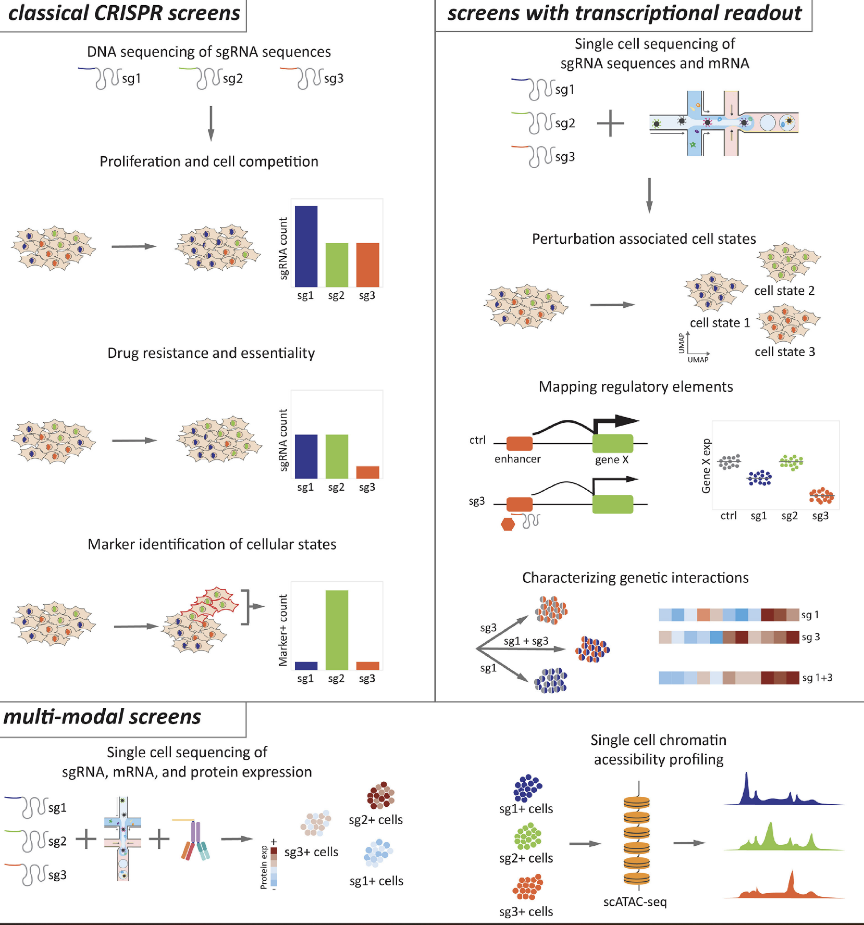 classical CRISPR screens
DNA sequencing of sgRNA sequences
sg1
sg2
sg3
Proliferation and cell competition
sgRNA count
sg1 sg2 sg3
Drug resistance and essentiality
sgRNA count
sg1 sg2 sg3
Marker identification of cellular states
Marker+ count
sg1 sg2 sg3
screens with transcriptional readout
Single cell sequencing of
sgRNA sequences and mRNA
sg1
sg2
sg3
Perturbation associated cell states
cell state 2
cell state 1
cell state 3
UMAP
UMAP
Mapping regulatory elements
ctrl
enhancer
gene X
sg3
Gene X exp
ctrl sg1 sg2 sg3
Characterizing genetic interactions
sg3
sg1 + sg3
sg1
sg 1
sg 3
sg 1+3
multi-modal screens
Single cell sequencing of
sgRNA, mRNA, and protein expression
sg1
sg2
sg3
+
Protein exp
-
sg2+ cells
sg3+ cells
sg1+ cells
Single cell chromatin
acessibility profiling
sg1+ cells
sg2+ cells
sg3+ cells
scATAC-seq